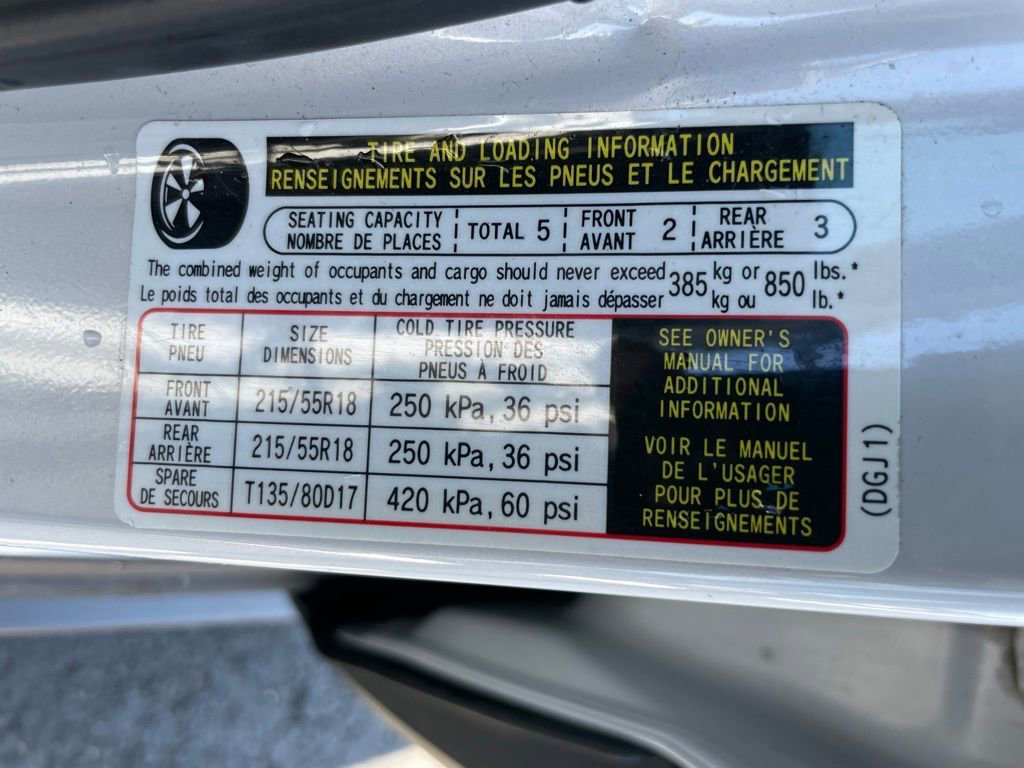 TIRE AND LOADING INFORMATION
RENSEIGNEMENTS SUR LES PNEUS ET LE CHARGEMENT
SEATING CAPACITY ¦ TOTAL 5 ¦ FRONT 2 ¦ REAR 3
NOMBRE DE PLACES ¦ AVANT ¦ ARRIÈRE
The combined weight of occupants and cargo should never exceed 385 kg or 850 lbs.*
Le poids total des occupants et du chargement ne doit jamais dépasser kg ou lb.*
TIRE SIZE COLD TIRE PRESSURE
PNEU DIMENSIONS PRESSION DES
PNEUS À FROID
FRONT
AVANT 215/55R18 250 kPa, 36 psi
REAR
ARRIÈRE 215/55R18 250 kPa, 36 psi
SPARE
DE SECOURS T135/80D17 420 kPa, 60 psi
SEE OWNER'S
MANUAL FOR
ADDITIONAL
INFORMATION
VOIR LE MANUEL
DE L'USAGER
POUR PLUS DE
RENSEIGNEMENTS
(DGJ1)